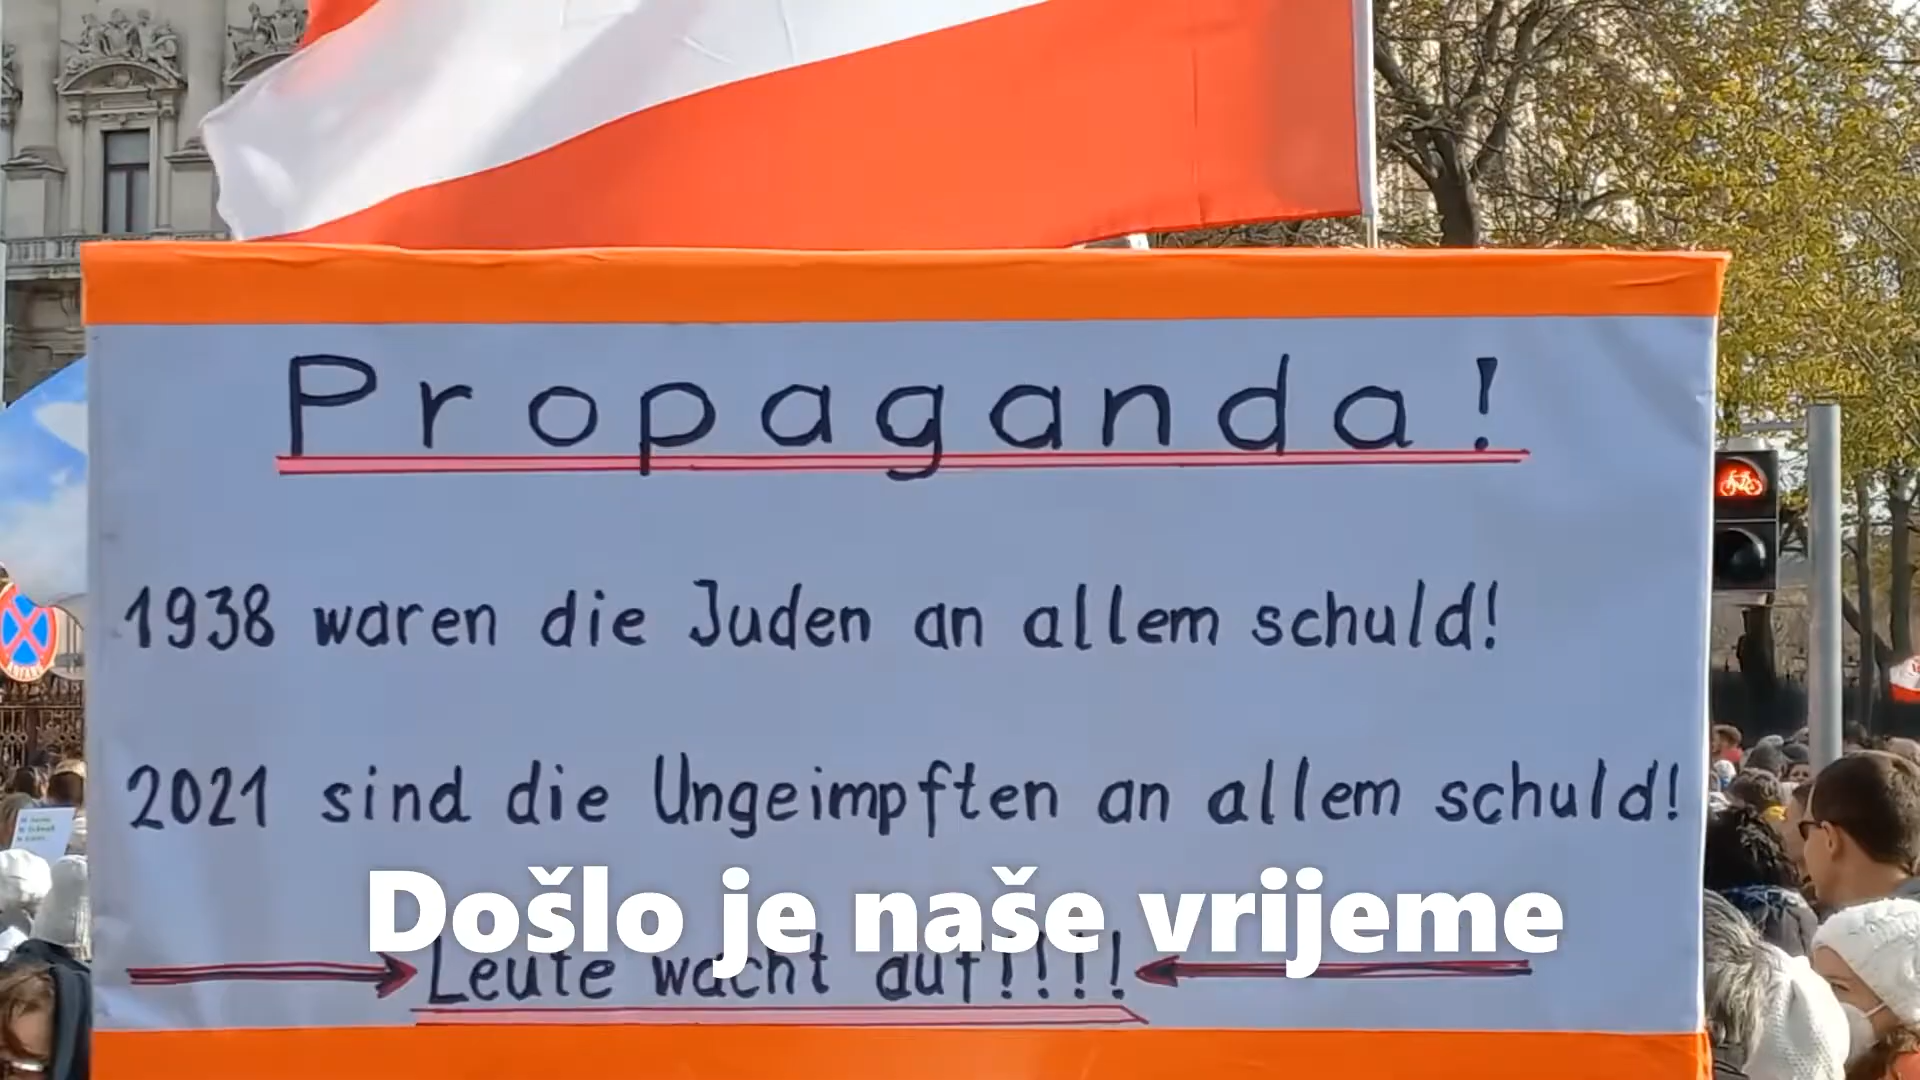 Propaganda!
1938 waren die Juden an allem schuld!
2021 sind die Ungeimpften an allem schuld!
Došlo je naše vrijeme
Leute wacht auf!!!!